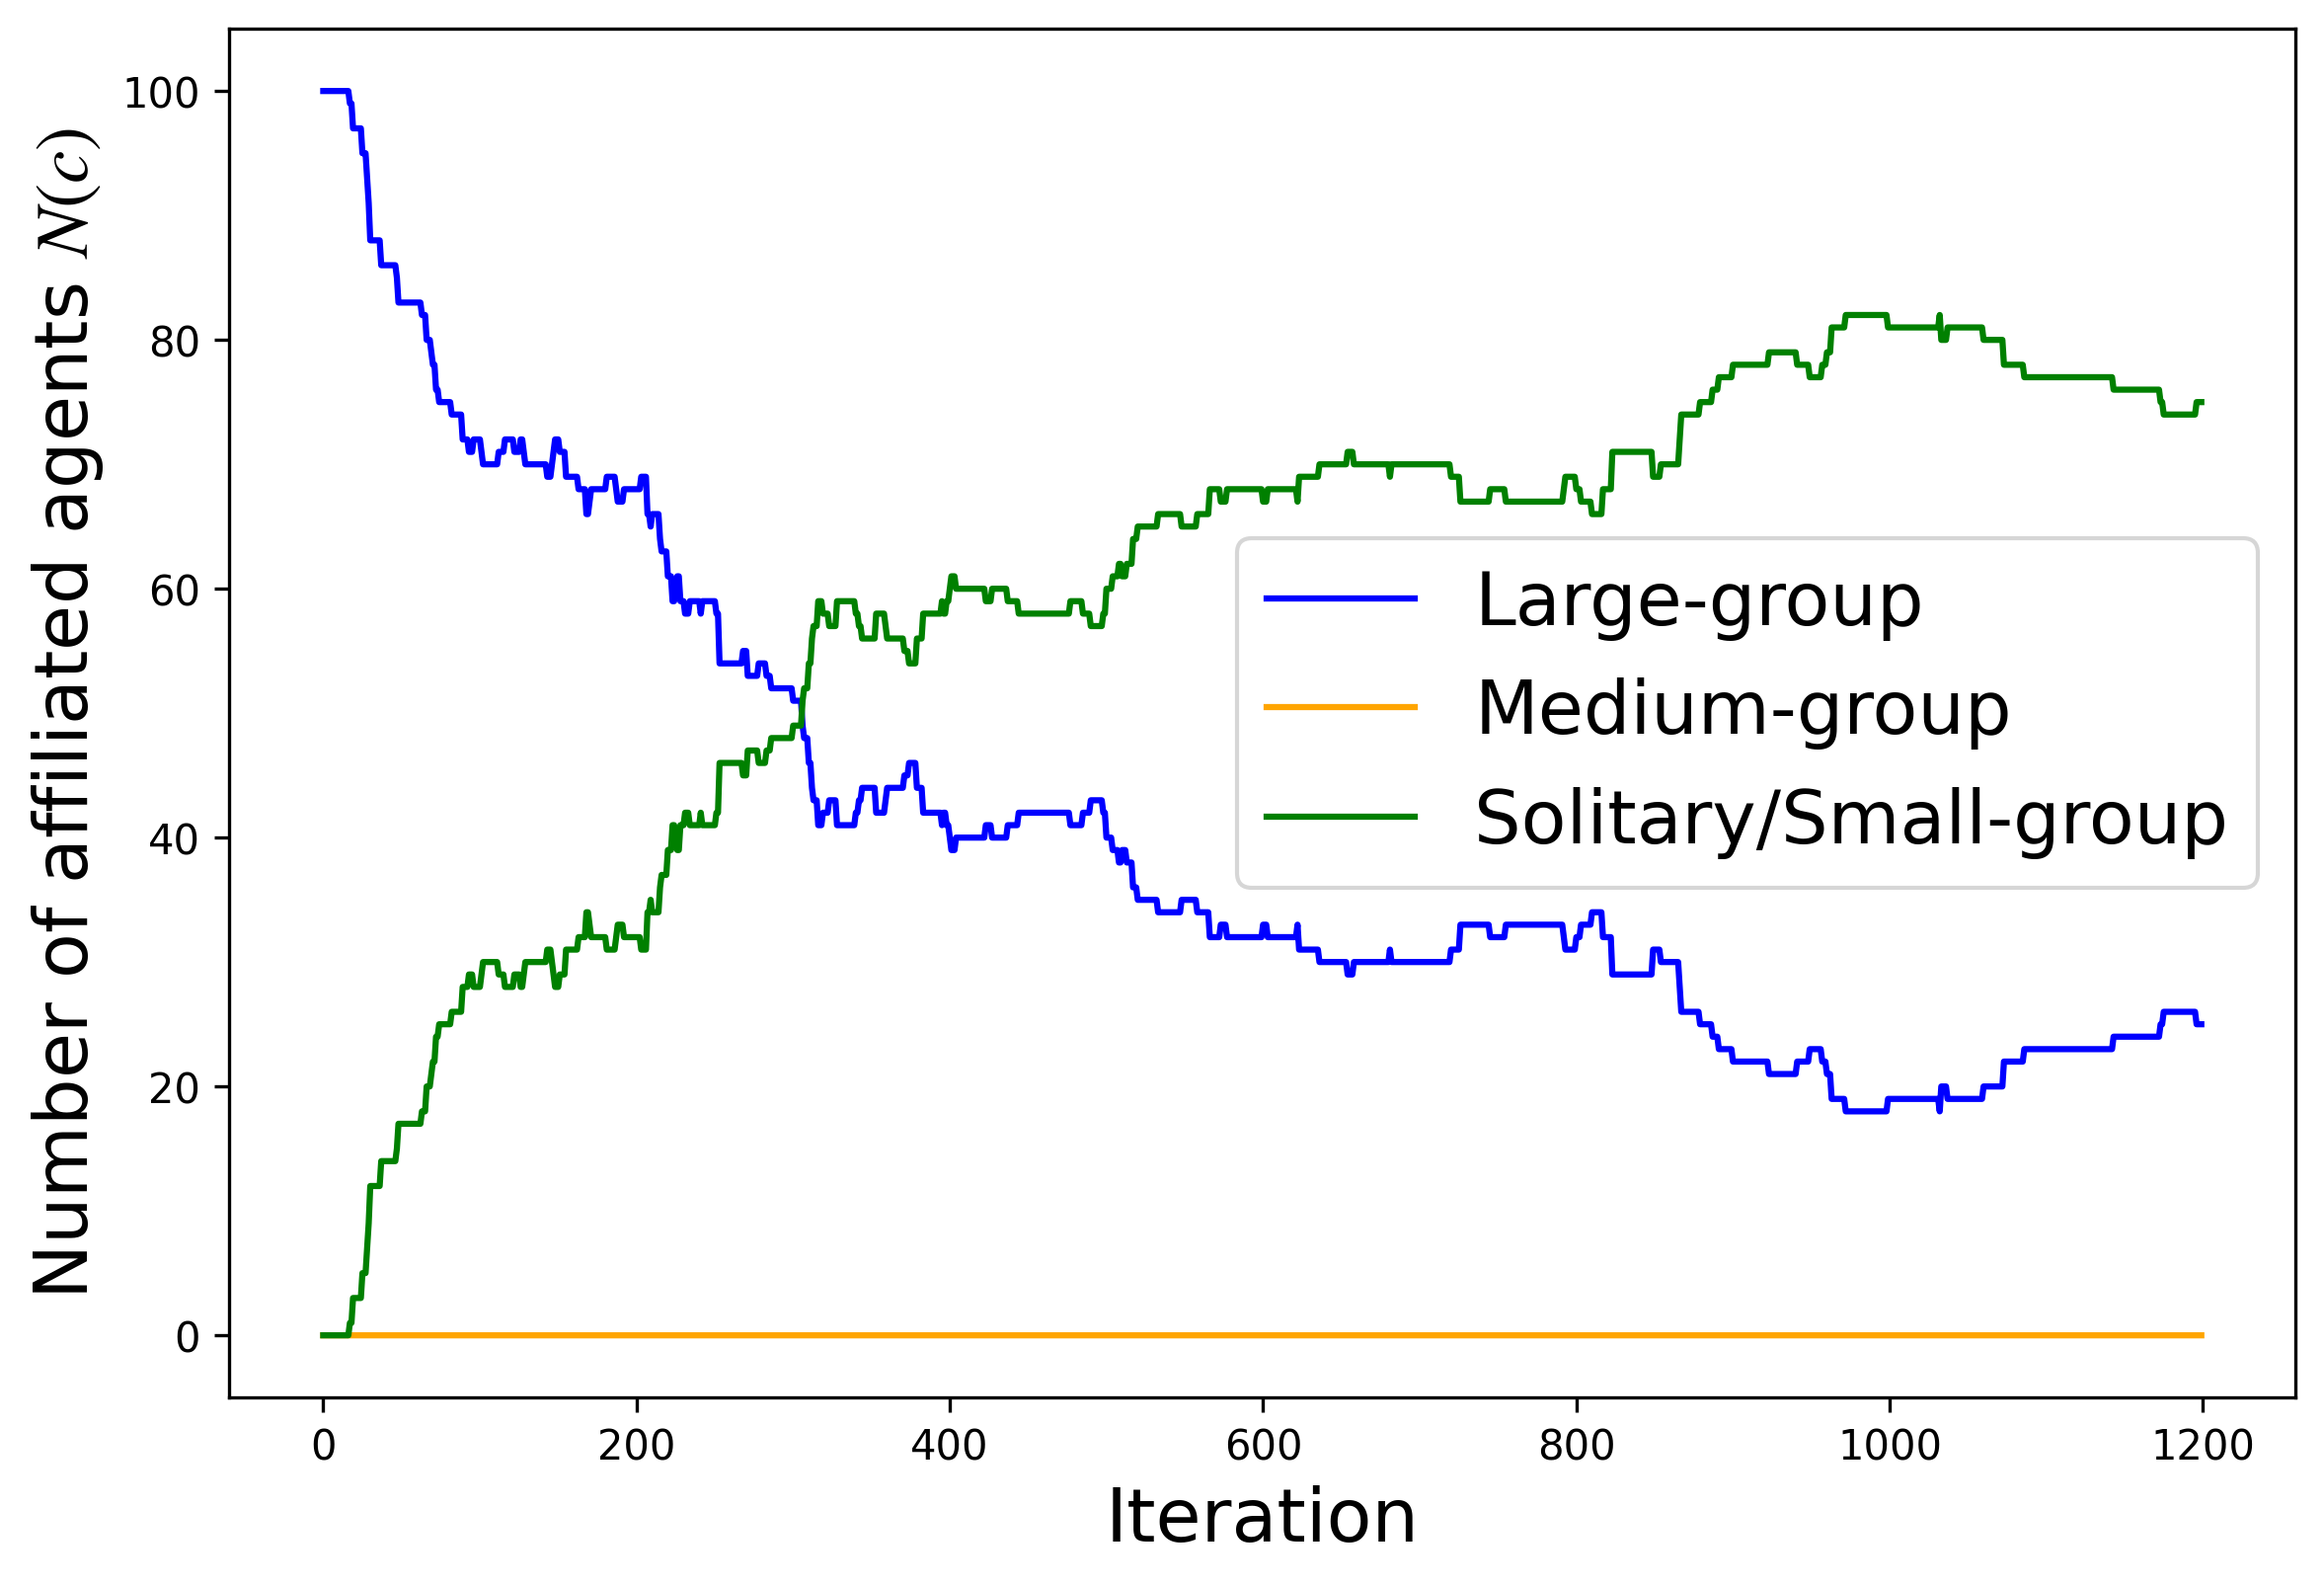 Number of affiliated agents N(c)
100
80
60
40
20
0
Large-group
Medium-group
Solitary/Small-group
0 200 400 600 800 1000 1200
Iteration